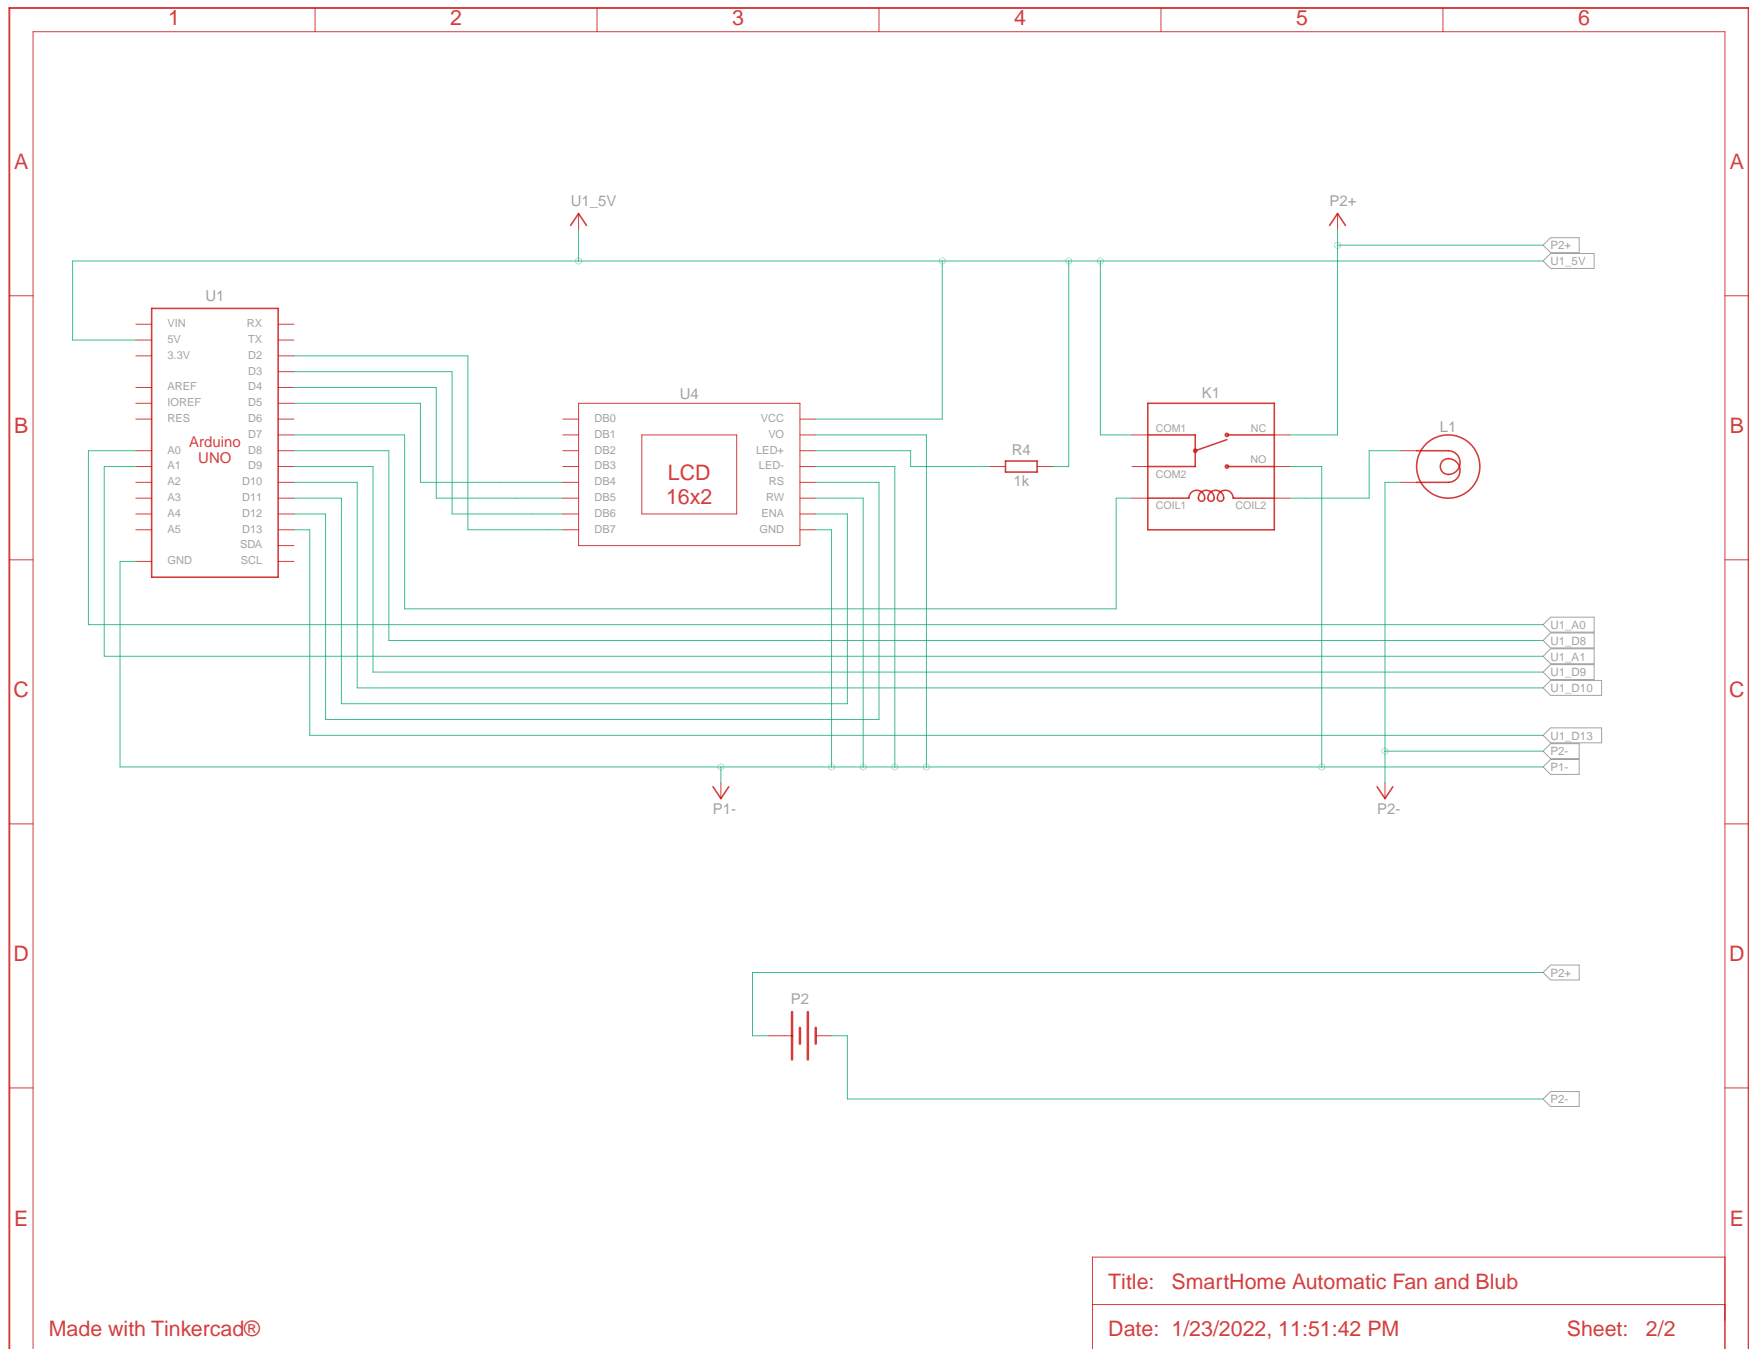 1 2 3 4 5 6
A A
U1_5V P2+
P2+
U1_5V
U1
VIN RX
5V TX
3.3V D2
D3
AREF D4
IOREF D5
RES D6
D7
A0 D8
A1 D9
A2 D10
A3 D11
A4 D12
A5 D13
SDA
GND SCL
Arduino
UNO
B B
U4
DB0 VCC
DB1 VO
DB2 LED+
DB3 LED-
DB4 RS
DB5 RW
DB6 ENA
DB7 GND
LCD
16x2
R4
1k
K1
COM1 NC
COM2 NO
COIL1 COIL2
L1
U1_A0
U1_D8
U1_A1
U1_D9
U1_D10
C C
U1_D13
P2-
P1-
P1- P2-
D D
P2+
P2
P2-
E E
Title: SmartHome Automatic Fan and Blub
Made with Tinkercad®
Date: 1/23/2022, 11:51:42 PM Sheet: 2/2